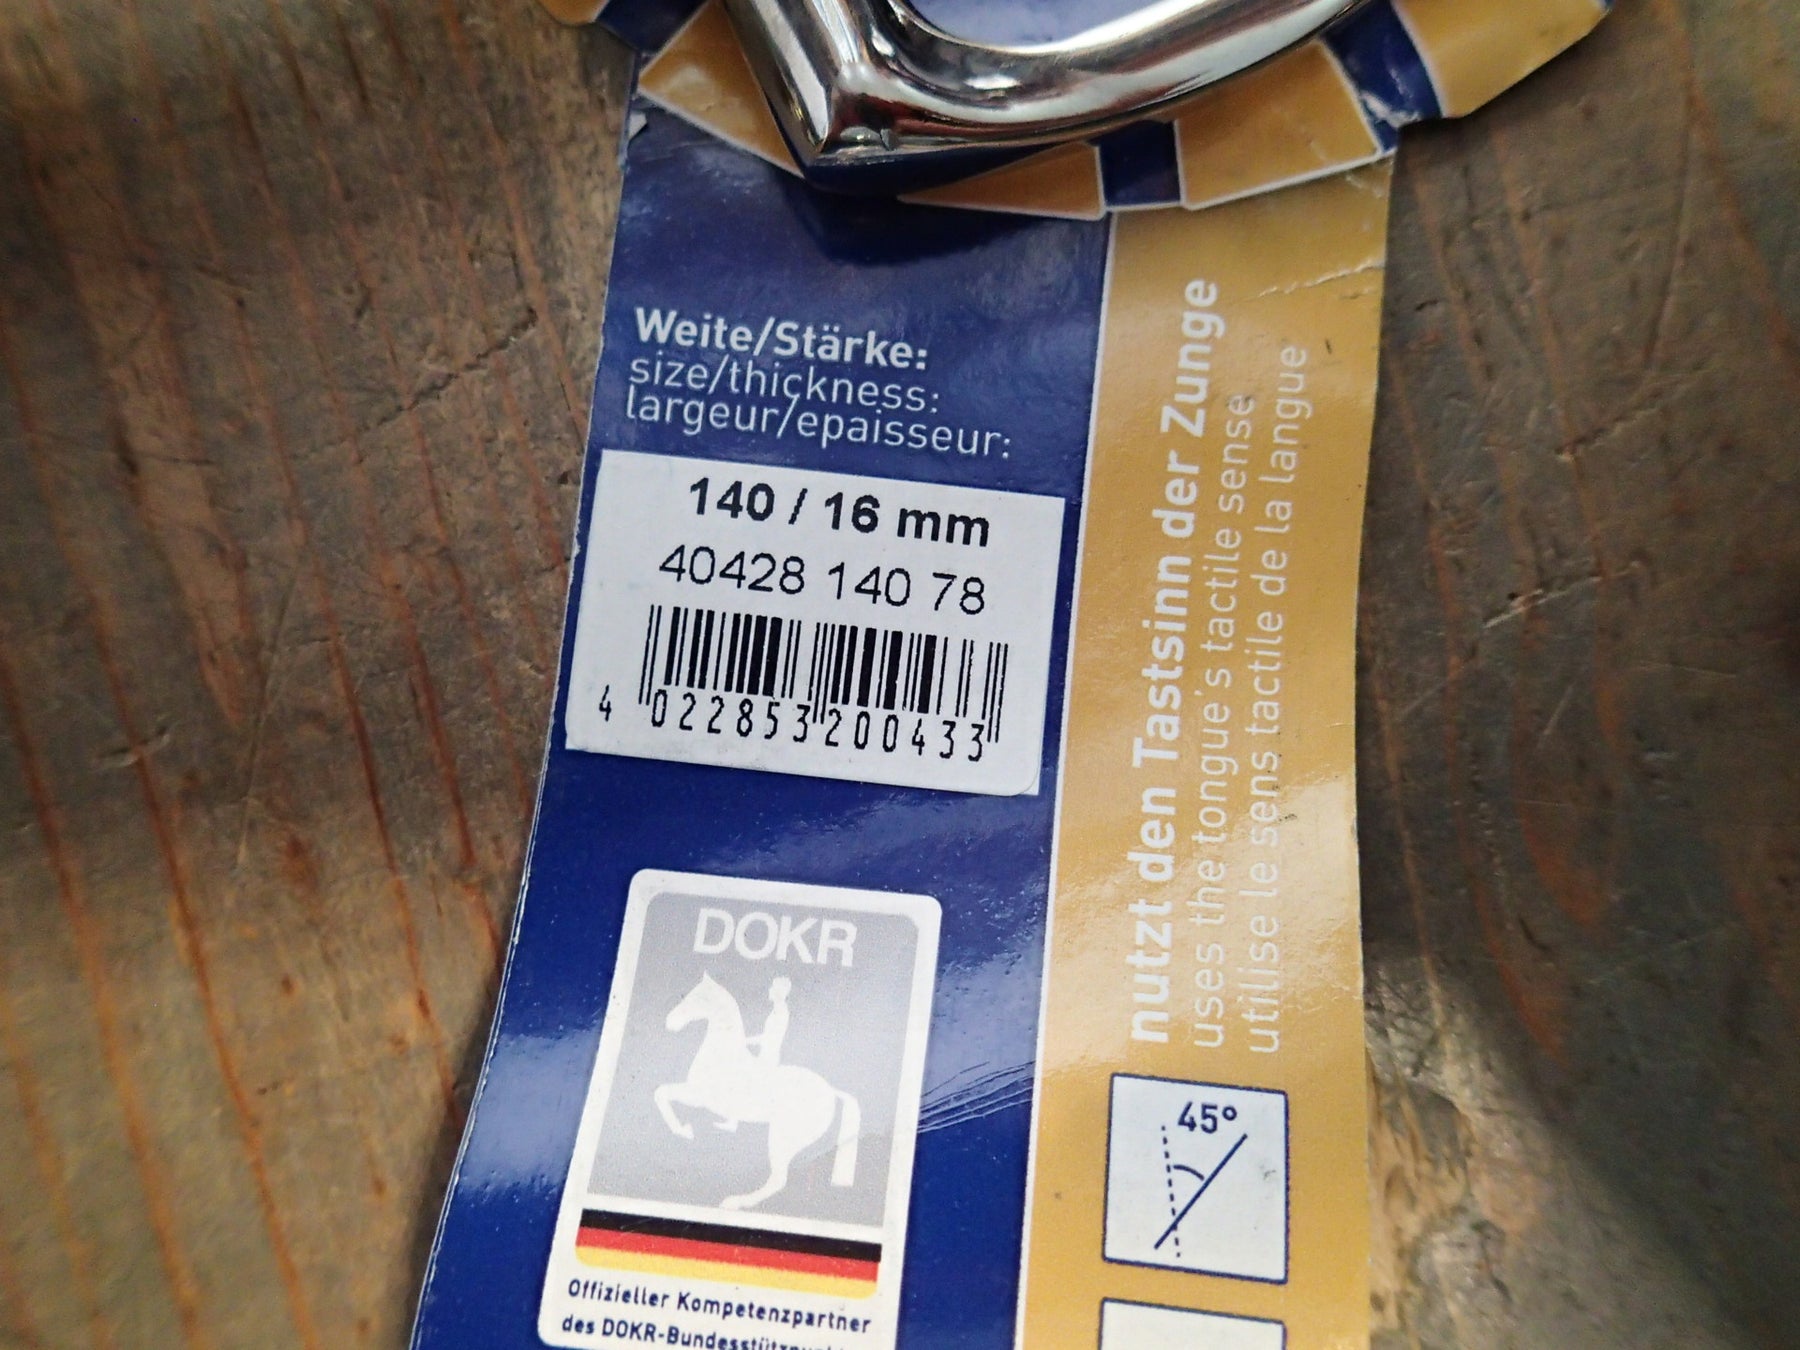 Weite/Stärke:
size/thickness:
largeur/epaisseur:
140 / 16 mm
40428 140 78
4 022853 200433
DOKR
Offizieller Kompetenzpartner
des
nutzt den Tastsinn der Zunge
uses the tongue´s tactile sense
utilise le sens tactile de la langue
45°